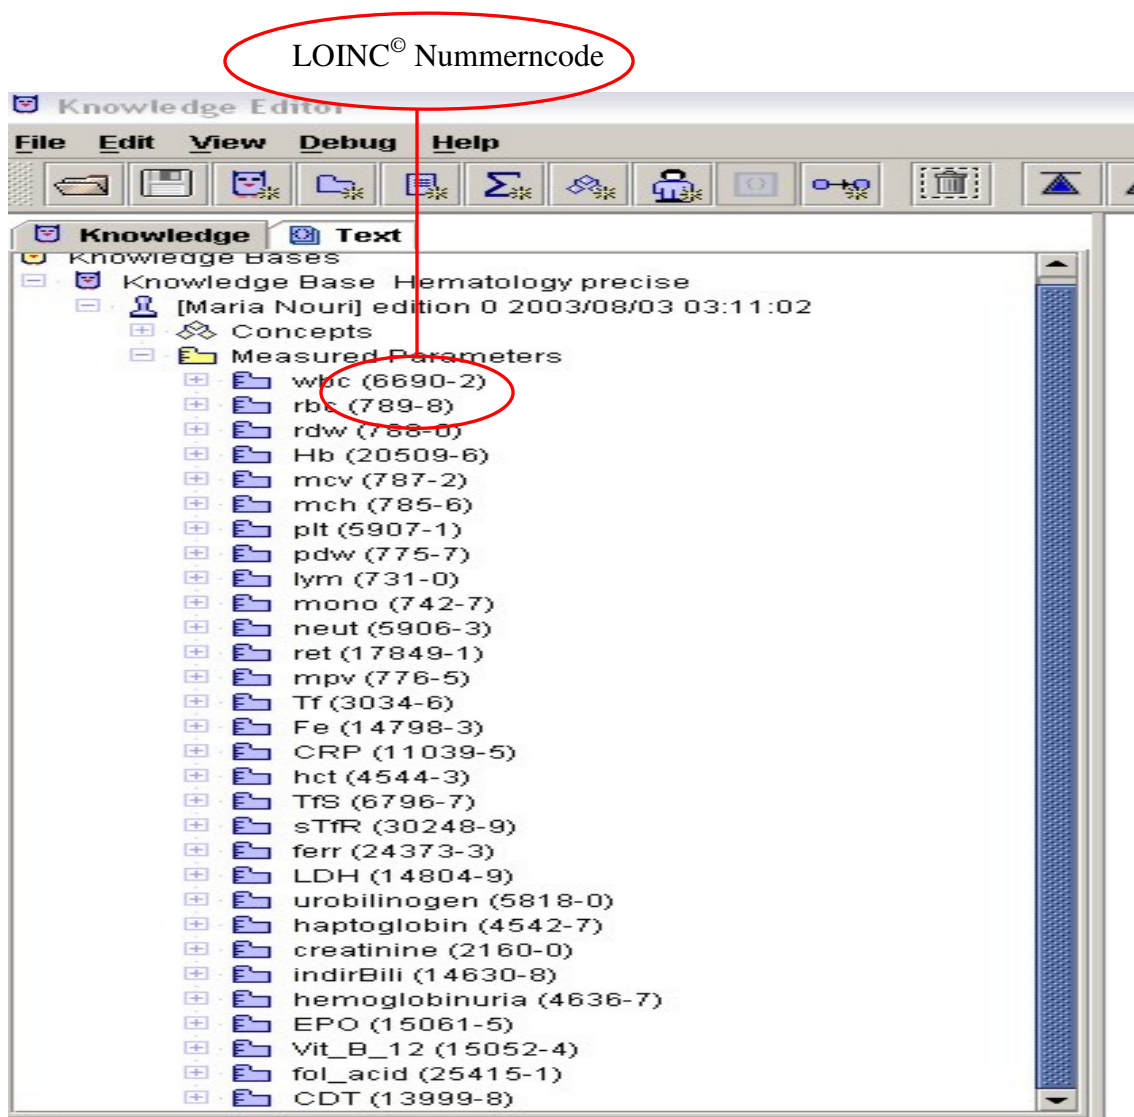 LOINC© Nummerncode
Knowledge Editor
File Edit View Debug Help
Knowledge Text
Knowledge Bases
Knowledge Base Hematology precise
[Maria Nouri] edition 0 2003/08/03 03:11:02
Concepts
Measured Parameters
wbc (6690-2)
rbc (789-8)
rdw (788-0)
Hb (20509-6)
mcv (787-2)
mch (785-6)
plt (5907-1)
pdw (775-7)
lym (731-0)
mono (742-7)
neut (5906-3)
ret (17849-1)
mpv (776-5)
Tf (3034-6)
Fe (14798-3)
CRP (11039-5)
hct (4544-3)
TfS (6796-7)
sTfR (30248-9)
ferr (24373-3)
LDH (14804-9)
urobilinogen (5818-0)
haptoglobin (4542-7)
creatinine (2160-0)
indirBili (14630-8)
hemoglobinuria (4636-7)
EPO (15061-5)
Vit_B_12 (15052-4)
fol_acid (25415-1)
CDT (13999-8)